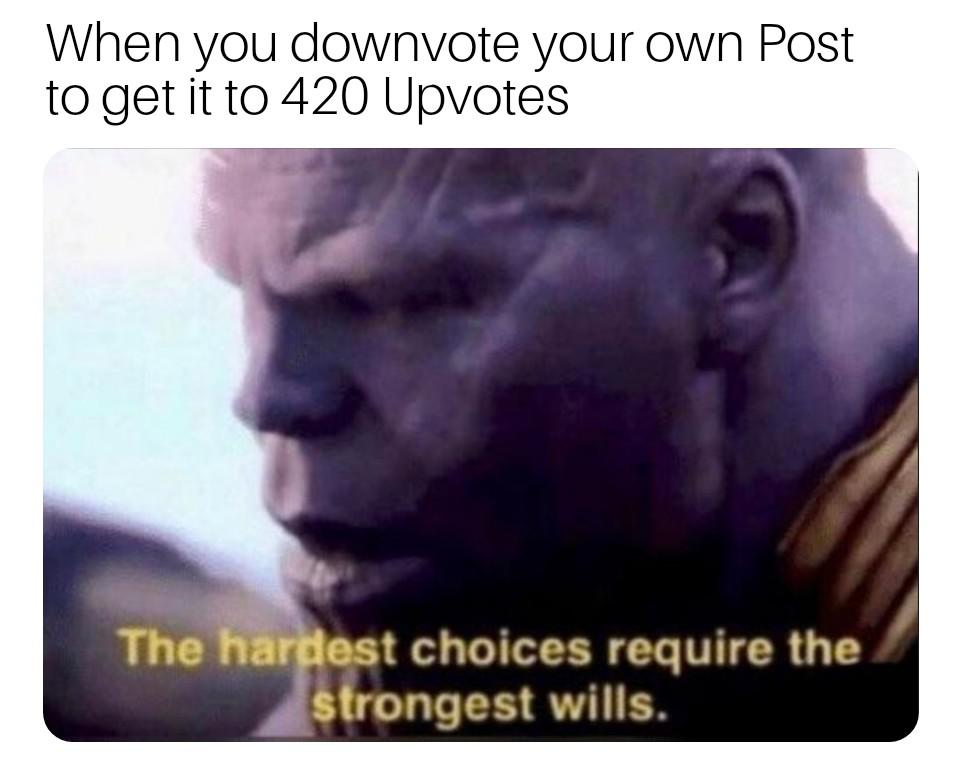 When you downvote your own Post
to get it to 420 Upvotes
The hardest choices require the
strongest wills.